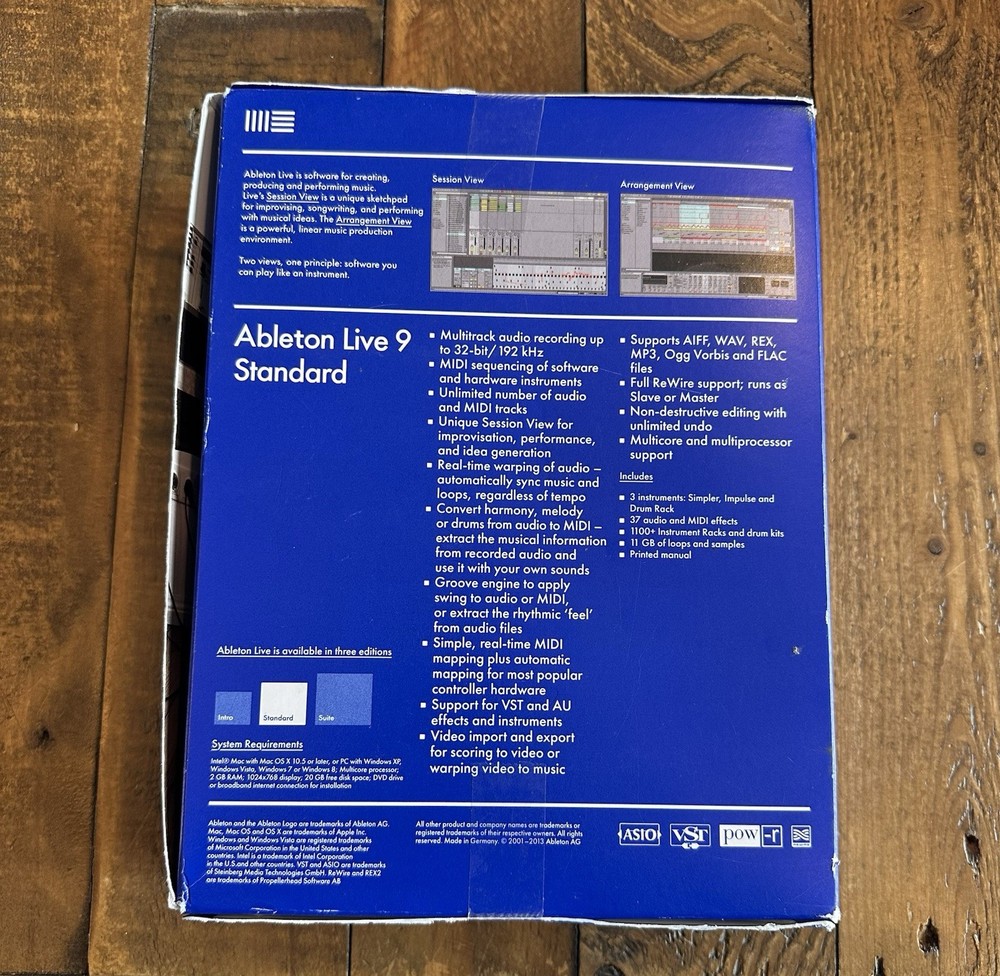 Ableton Live is software for creating,
producing and performing music.
Live's Session View is a unique sketchpad
for improvising, songwriting, and performing
with musical ideas. The Arrangement View
is a powerful, linear music production
environment.
Two views, one principle: software you
can play like an instrument.
Session View
Arrangement View
Ableton Live 9
Standard
▪ Multitrack audio recording up
to 32-bit/192 kHz
▪ MIDI sequencing of software
and hardware instruments
▪ Unlimited number of audio
and MIDI tracks
▪ Unique Session View for
improvisation, performance,
and idea generation
▪ Real-time warping of audio –
automatically sync music and
loops, regardless of tempo
▪ Convert harmony, melody
or drums from audio to MIDI –
extract the musical information
from recorded audio and
use it with your own sounds
▪ Groove engine to apply
swing to audio or MIDI,
or extract the rhythmic ‘feel’
from audio files
▪ Simple, real-time MIDI
mapping plus automatic
mapping for most popular
controller hardware
▪ Support for VST and AU
effects and instruments
▪ Video import and export
for scoring to video or
warping video to music
▪ Supports AIFF, WAV, REX,
MP3, Ogg Vorbis and FLAC
files
▪ Full ReWire support; runs as
Slave or Master
▪ Non-destructive editing with
unlimited undo
▪ Multicore and multiprocessor
support
Includes
▪ 3 instruments: Simpler, Impulse and
Drum Rack
▪ 37 audio and MIDI effects
▪ 1100+ Instrument Racks and drum kits
▪ 11 GB of loops and samples
▪ Printed manual
Ableton Live is available in three editions
Intro
Standard
Suite
System Requirements
Intel® Mac with Mac OS X 10.5 or later, or PC with Windows XP,
Windows Vista, Windows 7 or Windows 8; Multicore processor;
2 GB RAM; 1024x768 display; 20 GB free disk space; DVD drive
or broadband internet connection for installation
Ableton and the Ableton Logo are trademarks of Ableton AG.
Mac, Mac OS and OS X are trademarks of Apple Inc.
Windows and Windows Vista are registered trademarks
of Microsoft Corporation in the United States and other
countries. Intel is a trademark of Intel Corporation
in the U.S.and other countries. VST and ASIO are trademarks
of Steinberg Media Technologies GmbH. ReWire and REX2
are trademarks of Propellerhead Software AB
All other product and company names are trademarks or
registered trademarks of their respective owners. All rights
reserved. Made in Germany. © 2001–2013 Ableton AG
ASIO
VST
pow-r